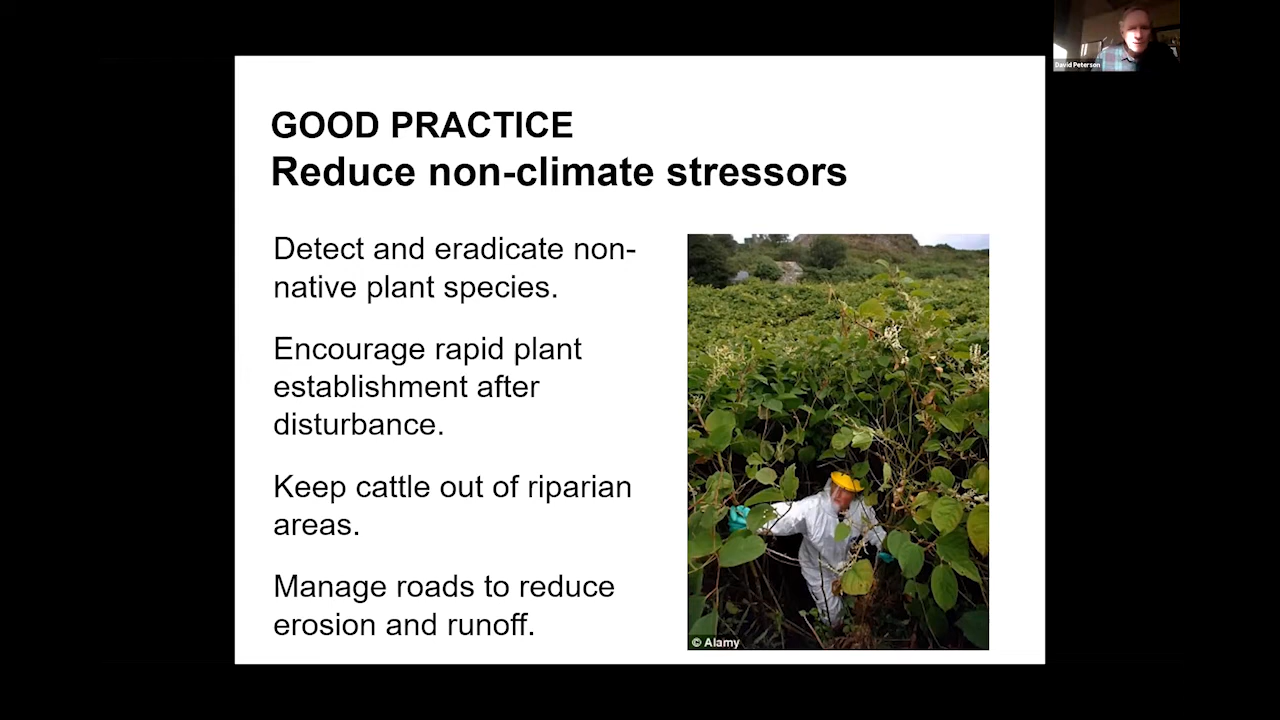 David Peterson
GOOD PRACTICE
Reduce non-climate stressors
Detect and eradicate non-
native plant species.
Encourage rapid plant
establishment after
disturbance.
Keep cattle out of riparian
areas.
Manage roads to reduce
erosion and runoff.
© Alamy